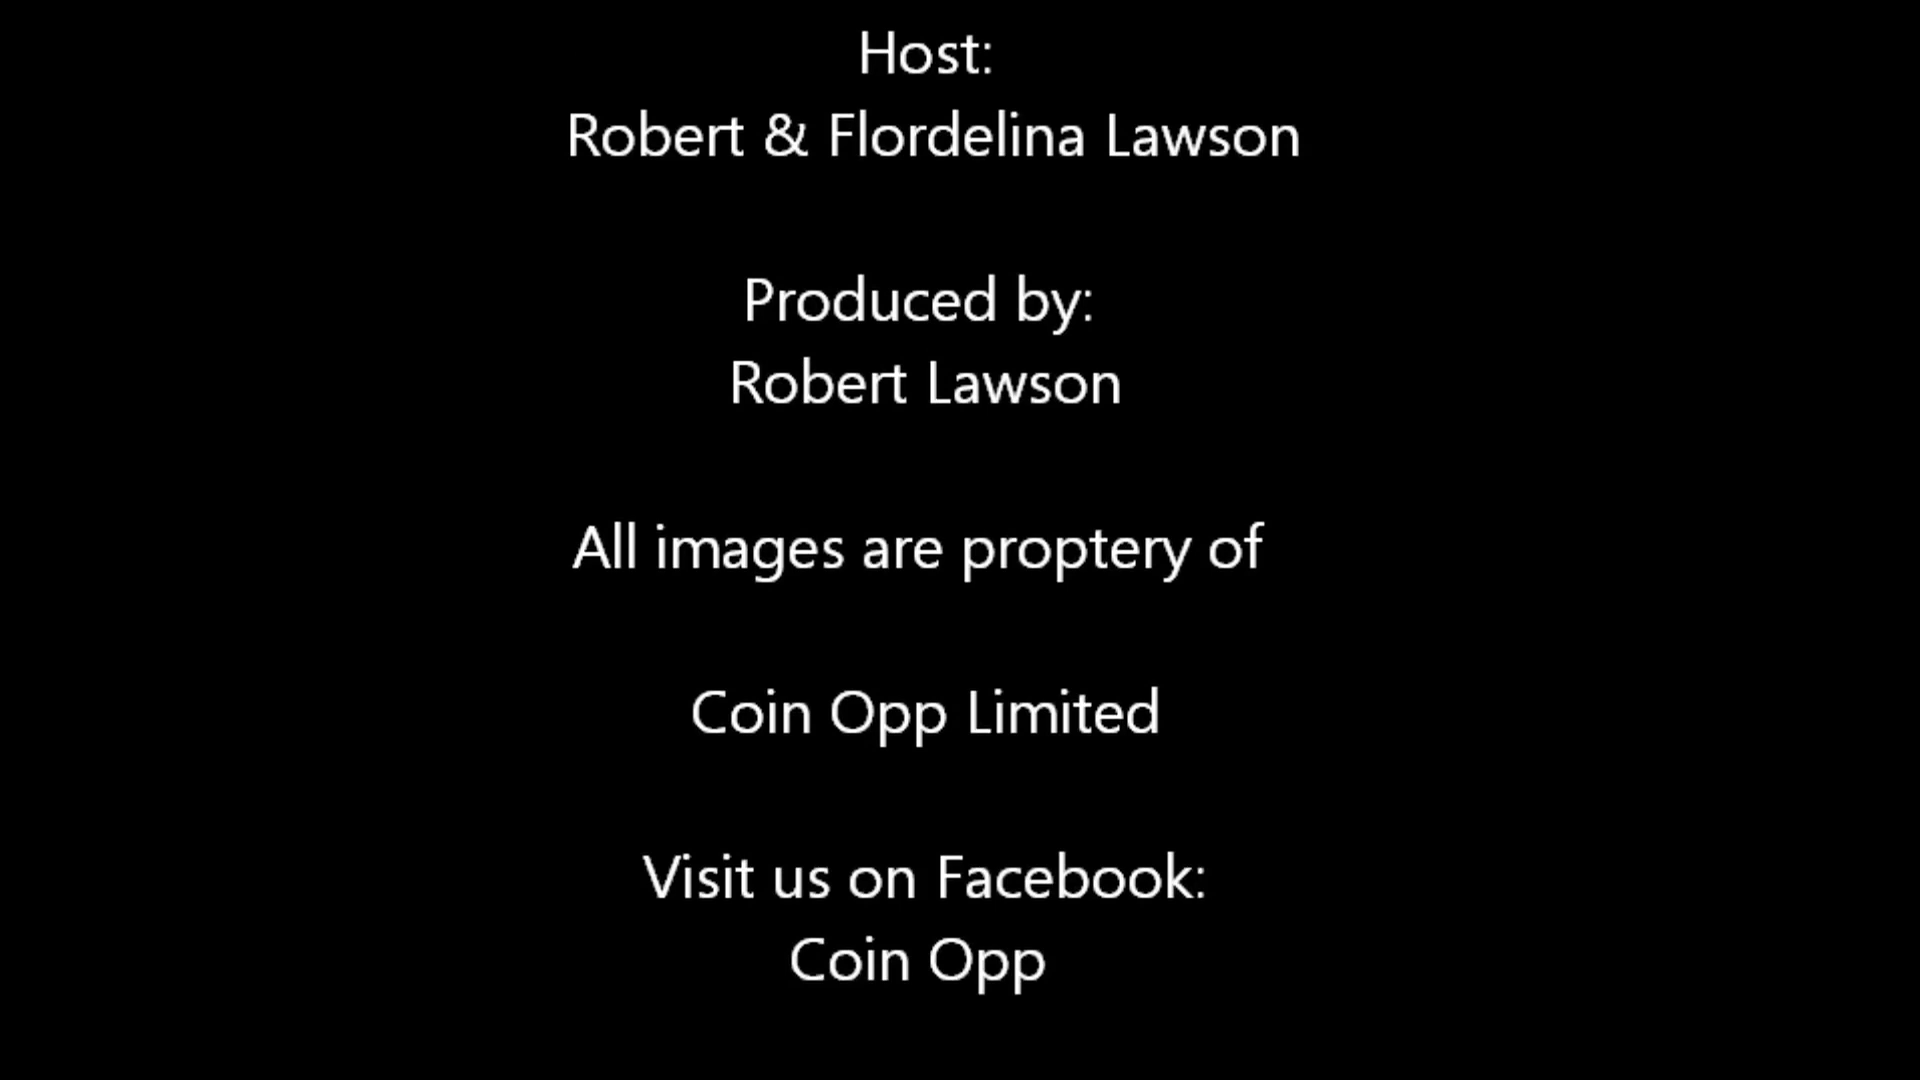 Host:
Robert & Flordelina Lawson
Produced by:
Robert Lawson
All images are proptery of
Coin Opp Limited
Visit us on Facebook:
Coin Opp